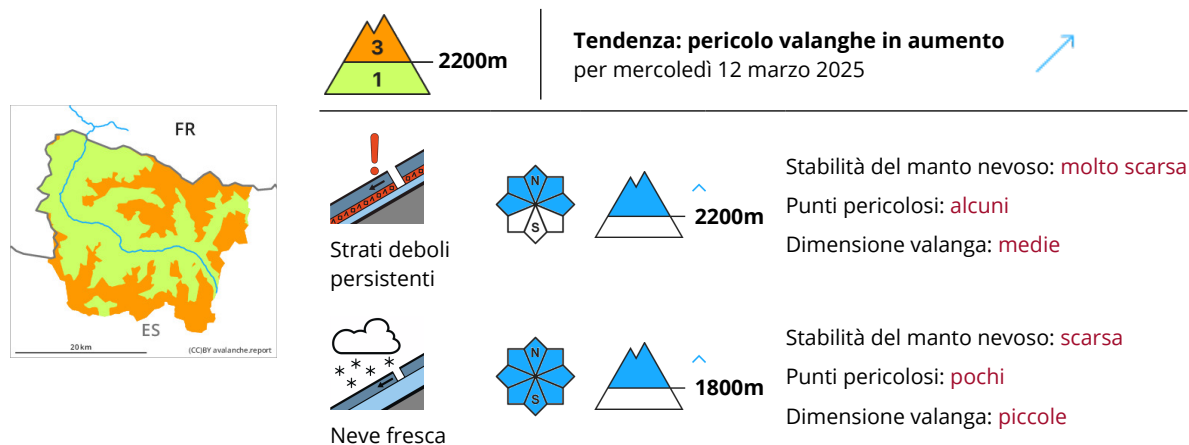 3
2200m
1
Tendenza: pericolo valanghe in aumento
per mercoledì 12 marzo 2025
FR
ES
20 km
(CC)BY avalanche.report
Strati deboli
persistenti
N
S
2200m
Stabilità del manto nevoso: molto scarsa
Punti pericolosi: alcuni
Dimensione valanga: medie
Neve fresca
N
S
1800m
Stabilità del manto nevoso: scarsa
Punti pericolosi: pochi
Dimensione valanga: piccole